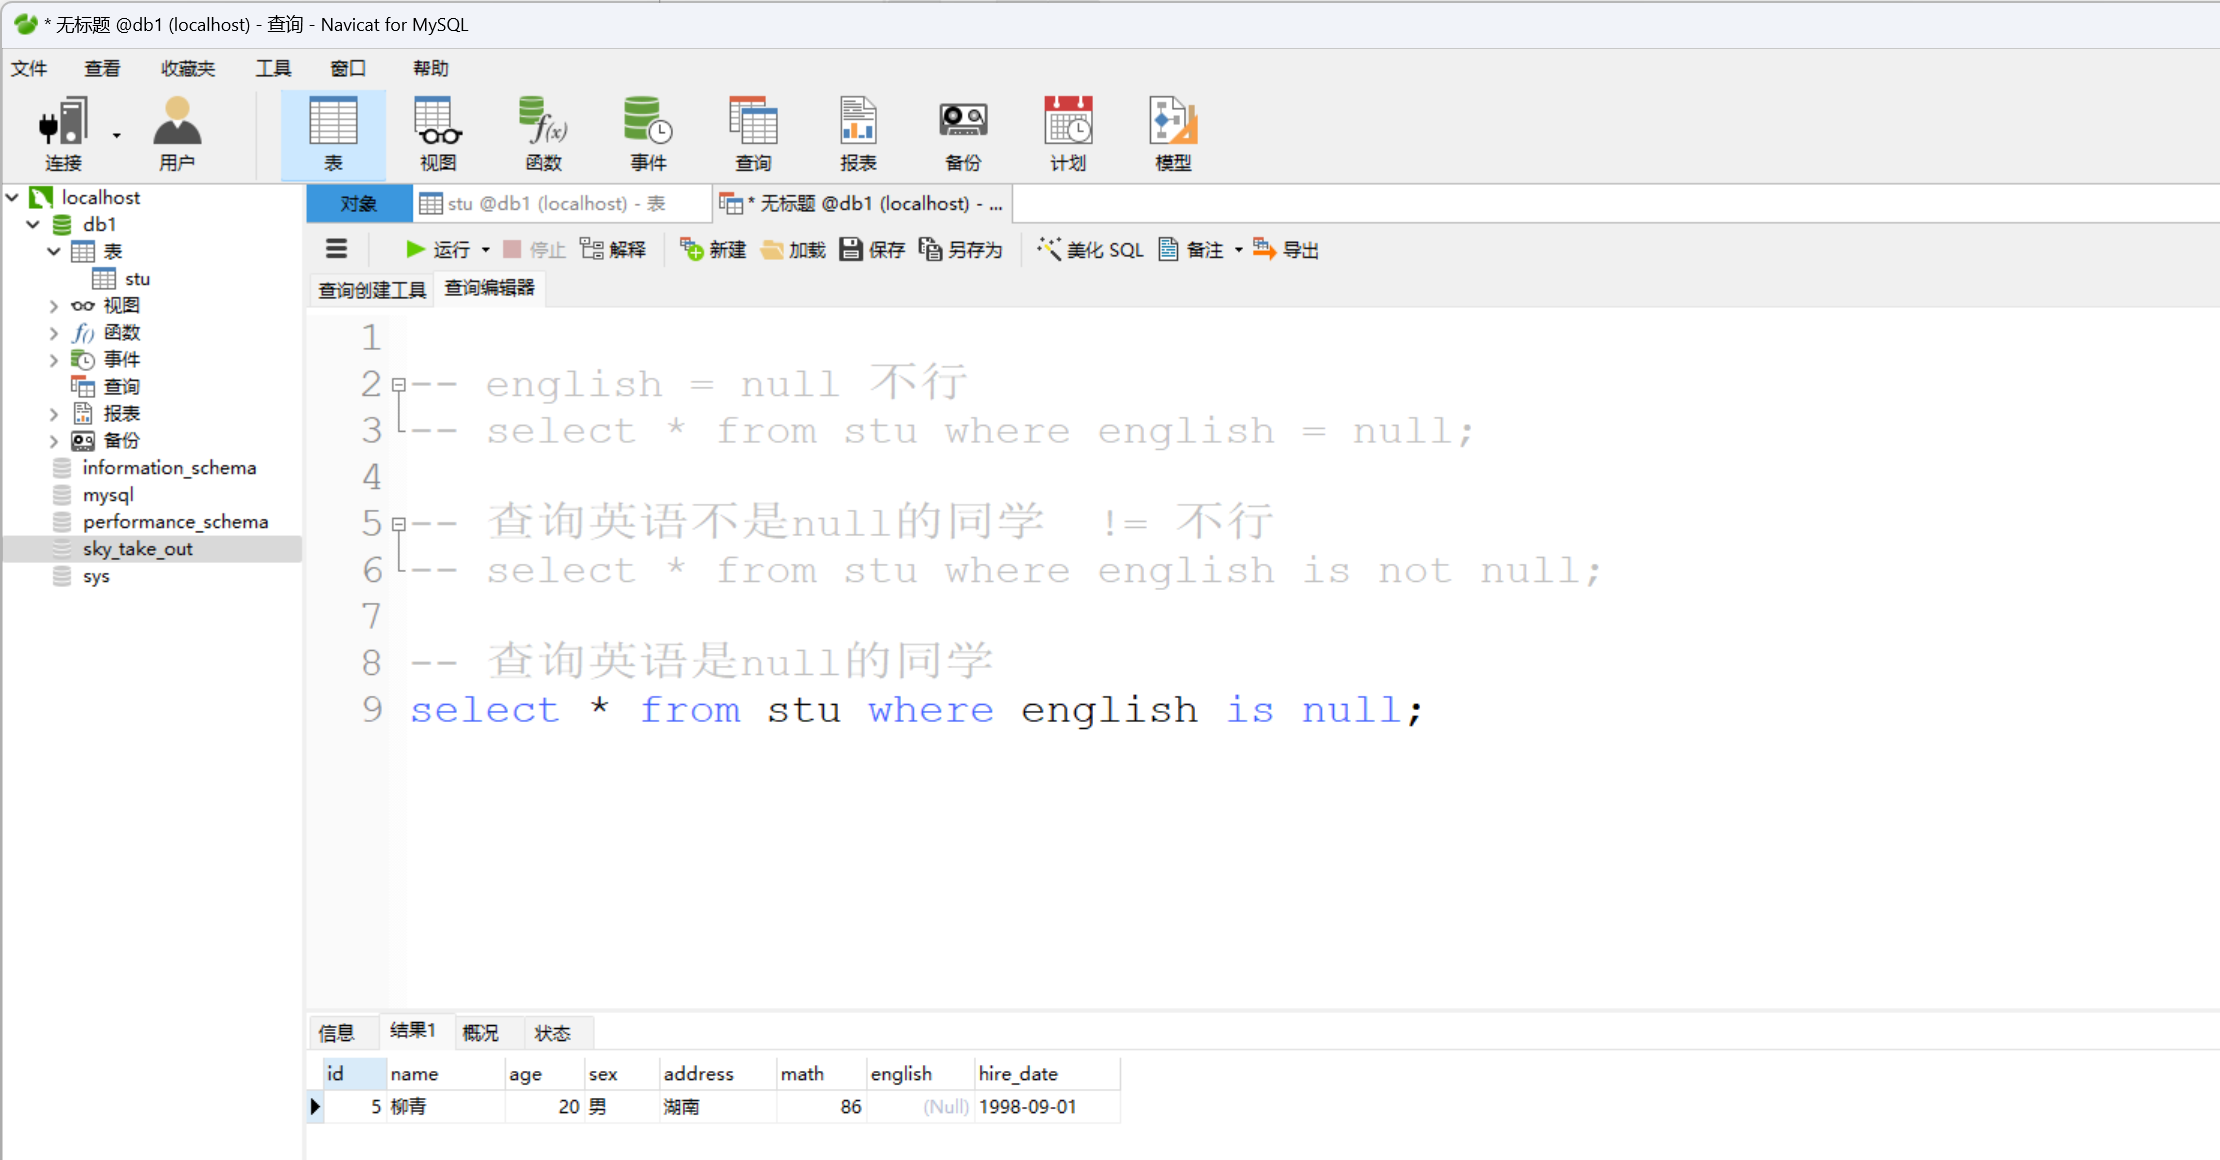 * 无标题 @db1 (localhost) - 查询 - Navicat for MySQL
文件 查看 收藏夹 工具 窗口 帮助
连接 用户 表 视图 函数 事件 查询 报表 备份 计划 模型
localhost
db1
表
stu
视图
函数
事件
查询
报表
备份
information_schema
mysql
performance_schema
sky_take_out
sys
对象 stu @db1 (localhost) - 表 * 无标题 @db1 (localhost) - ...
运行 停止 解释 新建 加载 保存 另存为 美化 SQL 备注 导出
查询创建工具 查询编辑器
1
2 -- english = null 不行
3 -- select * from stu where english = null;
4
5 -- 查询英语不是null的同学 != 不行
6 -- select * from stu where english is not null;
7
8 -- 查询英语是null的同学
9 select * from stu where english is null;
信息 结果1 概况 状态
id name age sex address math english hire_date
5 柳青 20 男 湖南 86 (Null) 1998-09-01